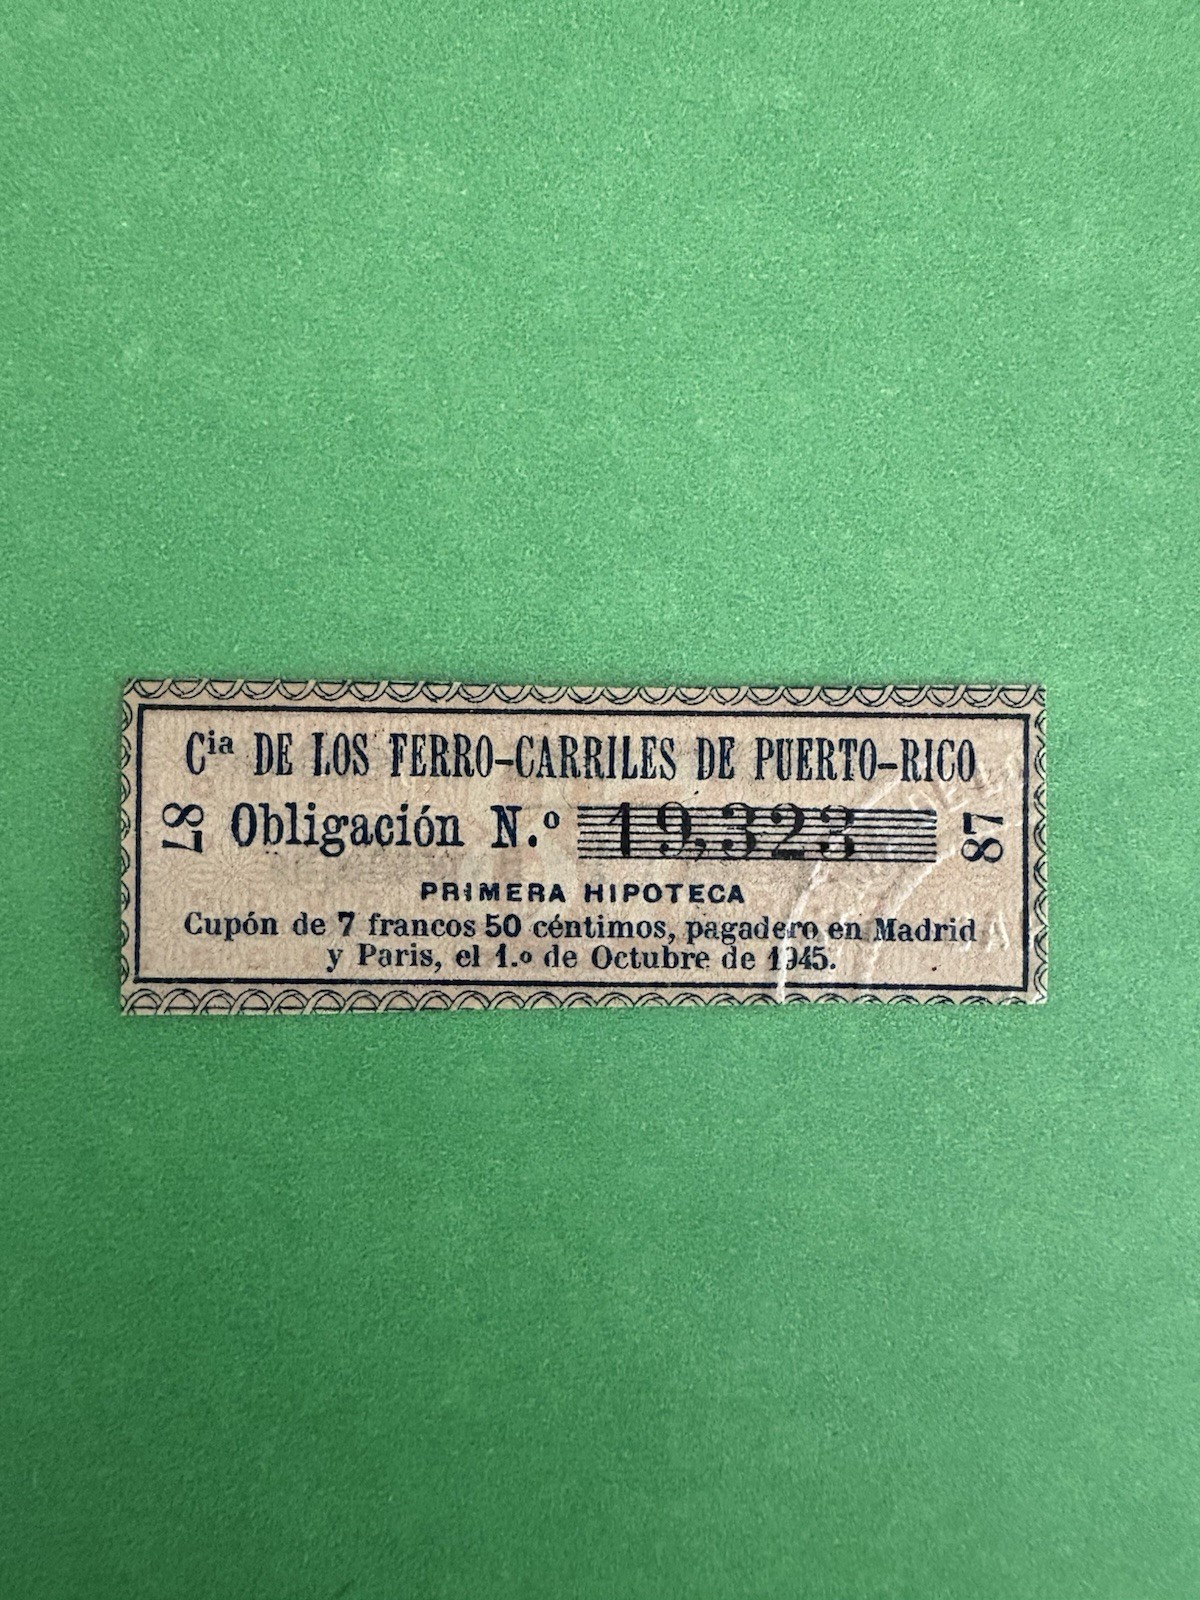 Cia DE LOS FERRO-CARRILES DE PUERTO-RICO
87 Obligación N.º 19,323 87
PRIMERA HIPOTECA
Cupón de 7 francos 50 céntimos, pagadero en Madrid
y Paris, el 1.º de Octubre de 1945.